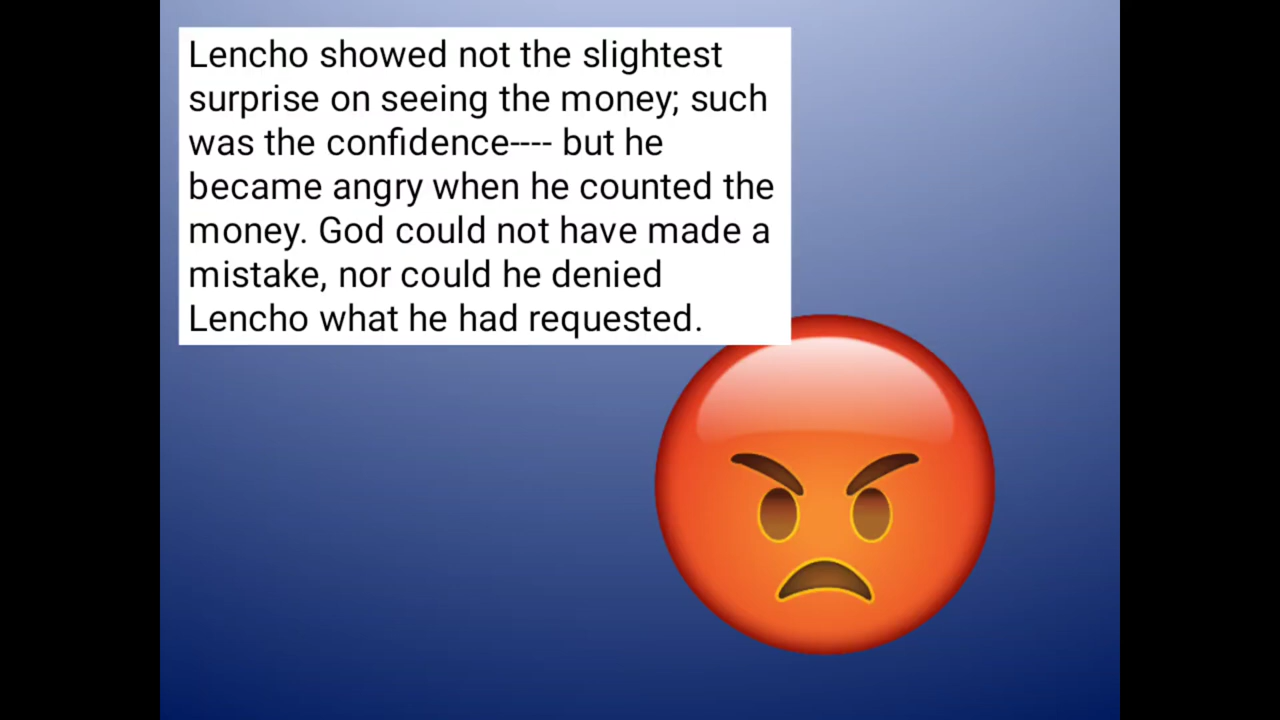 Lencho showed not the slightest
surprise on seeing the money; such
was the confidence---- but he
became angry when he counted the
money. God could not have made a
mistake, nor could he denied
Lencho what he had requested.